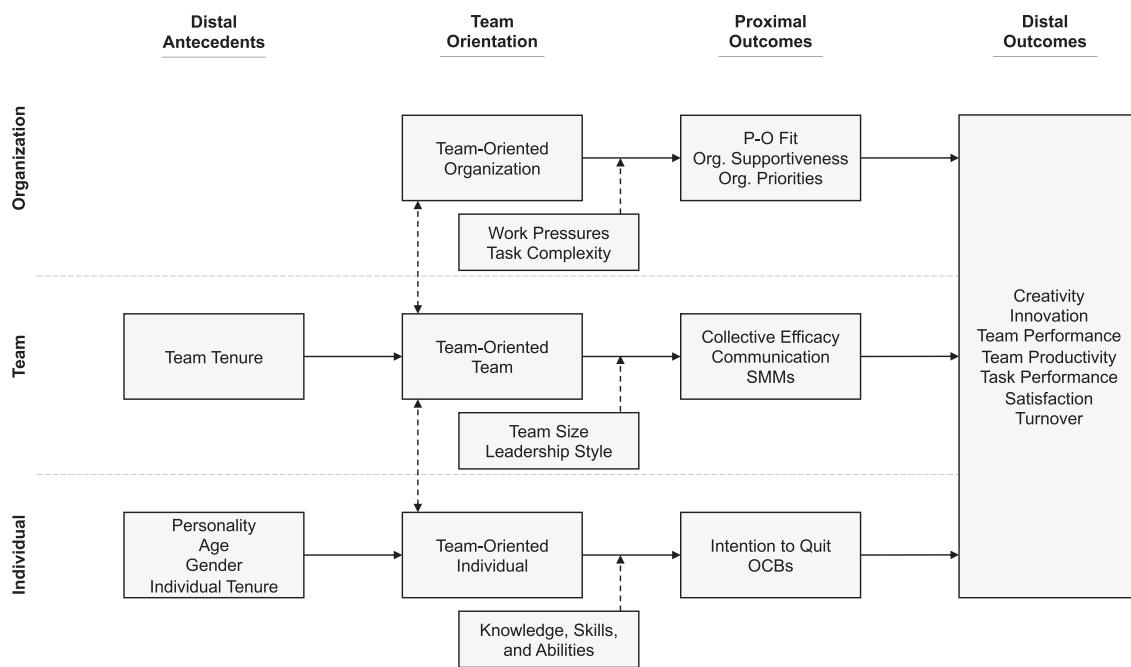 Distal
Antecedents
Team
Orientation
Proximal
Outcomes
Distal
Outcomes
Organization
Team-Oriented
Organization
P-O Fit
Org. Supportiveness
Org. Priorities
Work Pressures
Task Complexity
Team
Team Tenure
Team-Oriented
Team
Collective Efficacy
Communication
SMMs
Team Size
Leadership Style
Creativity
Innovation
Team Performance
Team Productivity
Task Performance
Satisfaction
Turnover
Individual
Personality
Age
Gender
Individual Tenure
Team-Oriented
Individual
Intention to Quit
OCBs
Knowledge, Skills,
and Abilities